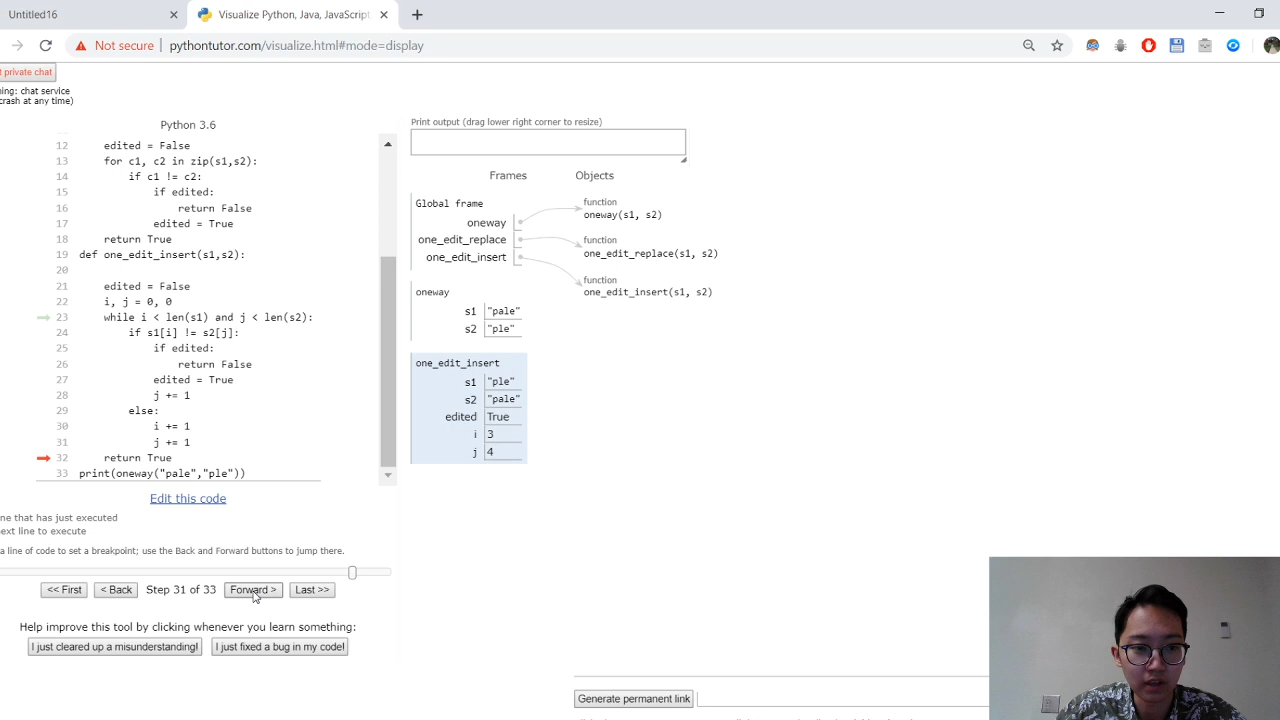 Untitled16
Visualize Python, Java, JavaScript,
Not secure
pythontutor.com/visualize.html#mode=display
t private chat
ning: chat service
crash at any time)
Python 3.6
12 edited = False
13 for c1, c2 in zip(s1,s2):
14 if c1 != c2:
15 if edited:
16 return False
17 edited = True
18 return True
19 def one_edit_insert(s1,s2):
20
21 edited = False
22 i, j = 0, 0
23 while i < len(s1) and j < len(s2):
24 if s1[i] != s2[j]:
25 if edited:
26 return False
27 edited = True
28 j += 1
29 else:
30 i += 1
31 j += 1
32 return True
33 print(oneway("pale","ple"))
Edit this code
ne that has just executed
ext line to execute
a line of code to set a breakpoint; use the Back and Forward buttons to jump there.
<< First
< Back
Step 31 of 33
Forward >
Last >>
Help improve this tool by clicking whenever you learn something:
I just cleared up a misunderstanding!
I just fixed a bug in my code!
Print output (drag lower right corner to resize)
Frames
Objects
Global frame
oneway
one_edit_replace
one_edit_insert
function
oneway(s1, s2)
function
one_edit_replace(s1, s2)
function
one_edit_insert(s1, s2)
oneway
s1 "pale"
s2 "ple"
one_edit_insert
s1 "ple"
s2 "pale"
edited True
i 3
j 4
Generate permanent link